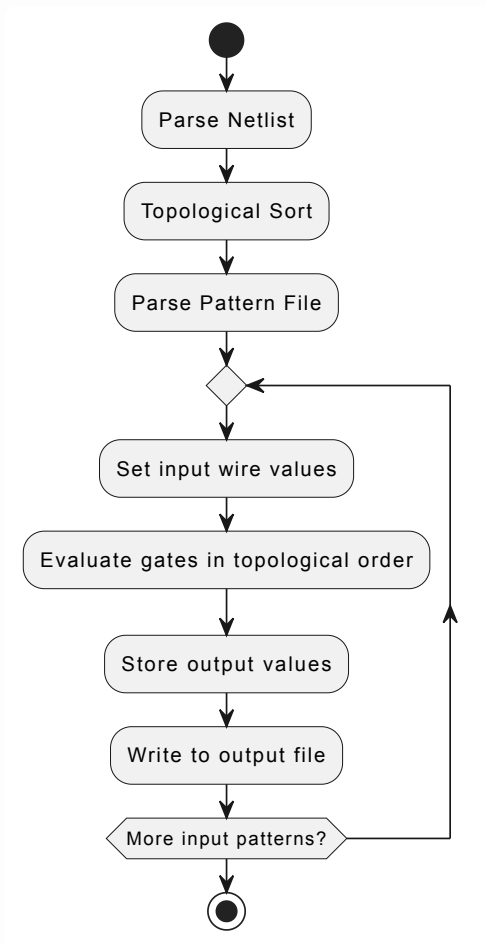 Parse Netlist
Topological Sort
Parse Pattern File
Set input wire values
Evaluate gates in topological order
Store output values
Write to output file
More input patterns?